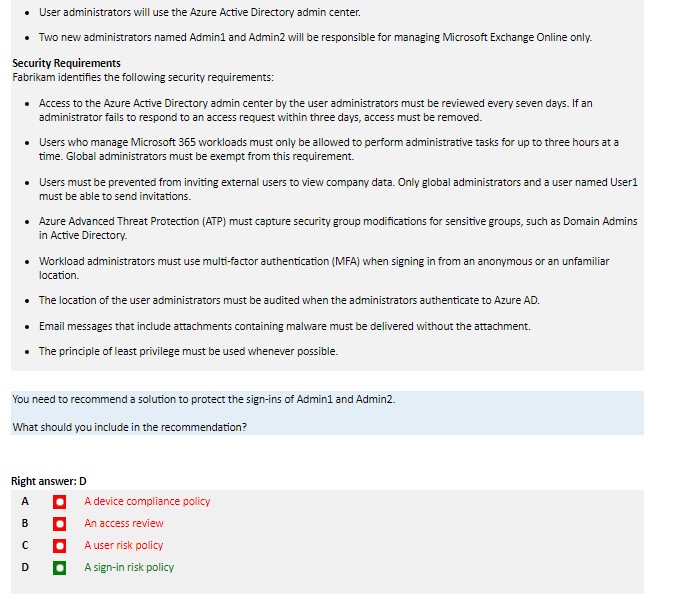 • User administrators will use the Azure Active Directory admin center.
• Two new administrators named Admin1 and Admin2 will be responsible for managing Microsoft Exchange Online only.
Security Requirements
Fabrikam identifies the following security requirements:
• Access to the Azure Active Directory admin center by the user administrators must be reviewed every seven days. If an
administrator fails to respond to an access request within three days, access must be removed.
• Users who manage Microsoft 365 workloads must only be allowed to perform administrative tasks for up to three hours at a
time. Global administrators must be exempt from this requirement.
• Users must be prevented from inviting external users to view company data. Only global administrators and a user named User1
must be able to send invitations.
• Azure Advanced Threat Protection (ATP) must capture security group modifications for sensitive groups, such as Domain Admins
in Active Directory.
• Workload administrators must use multi-factor authentication (MFA) when signing in from an anonymous or an unfamiliar
location.
• The location of the user administrators must be audited when the administrators authenticate to Azure AD.
• Email messages that include attachments containing malware must be delivered without the attachment.
• The principle of least privilege must be used whenever possible.
You need to recommend a solution to protect the sign-ins of Admin1 and Admin2.
What should you include in the recommendation?
Right answer: D
A A device compliance policy
B An access review
C A user risk policy
D A sign-in risk policy